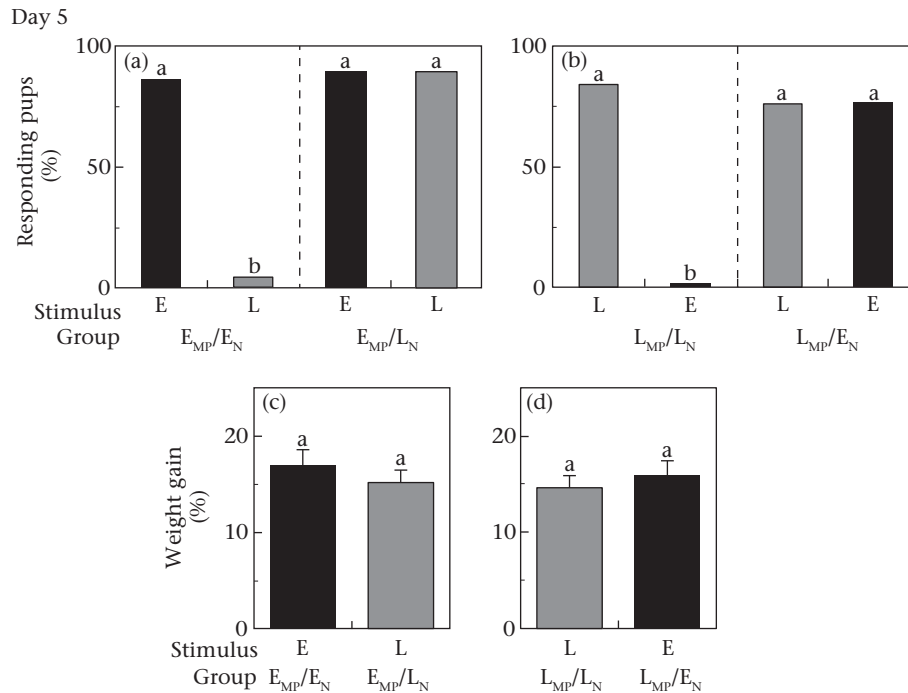 Day 5
100
(a)
a
a
a
50
b
0
Responding pups
(%)
Stimulus
E
L
E
L
Group
E_MP/E_N
E_MP/L_N
100
(b)
a
a
a
50
b
0
L
E
L
E
L_MP/L_N
L_MP/E_N
(c)
20
a
a
10
0
Weight gain
(%)
Stimulus
E
L
Group
E_MP/E_N
E_MP/L_N
(d)
20
a
a
10
0
L
E
L_MP/L_N
L_MP/E_N